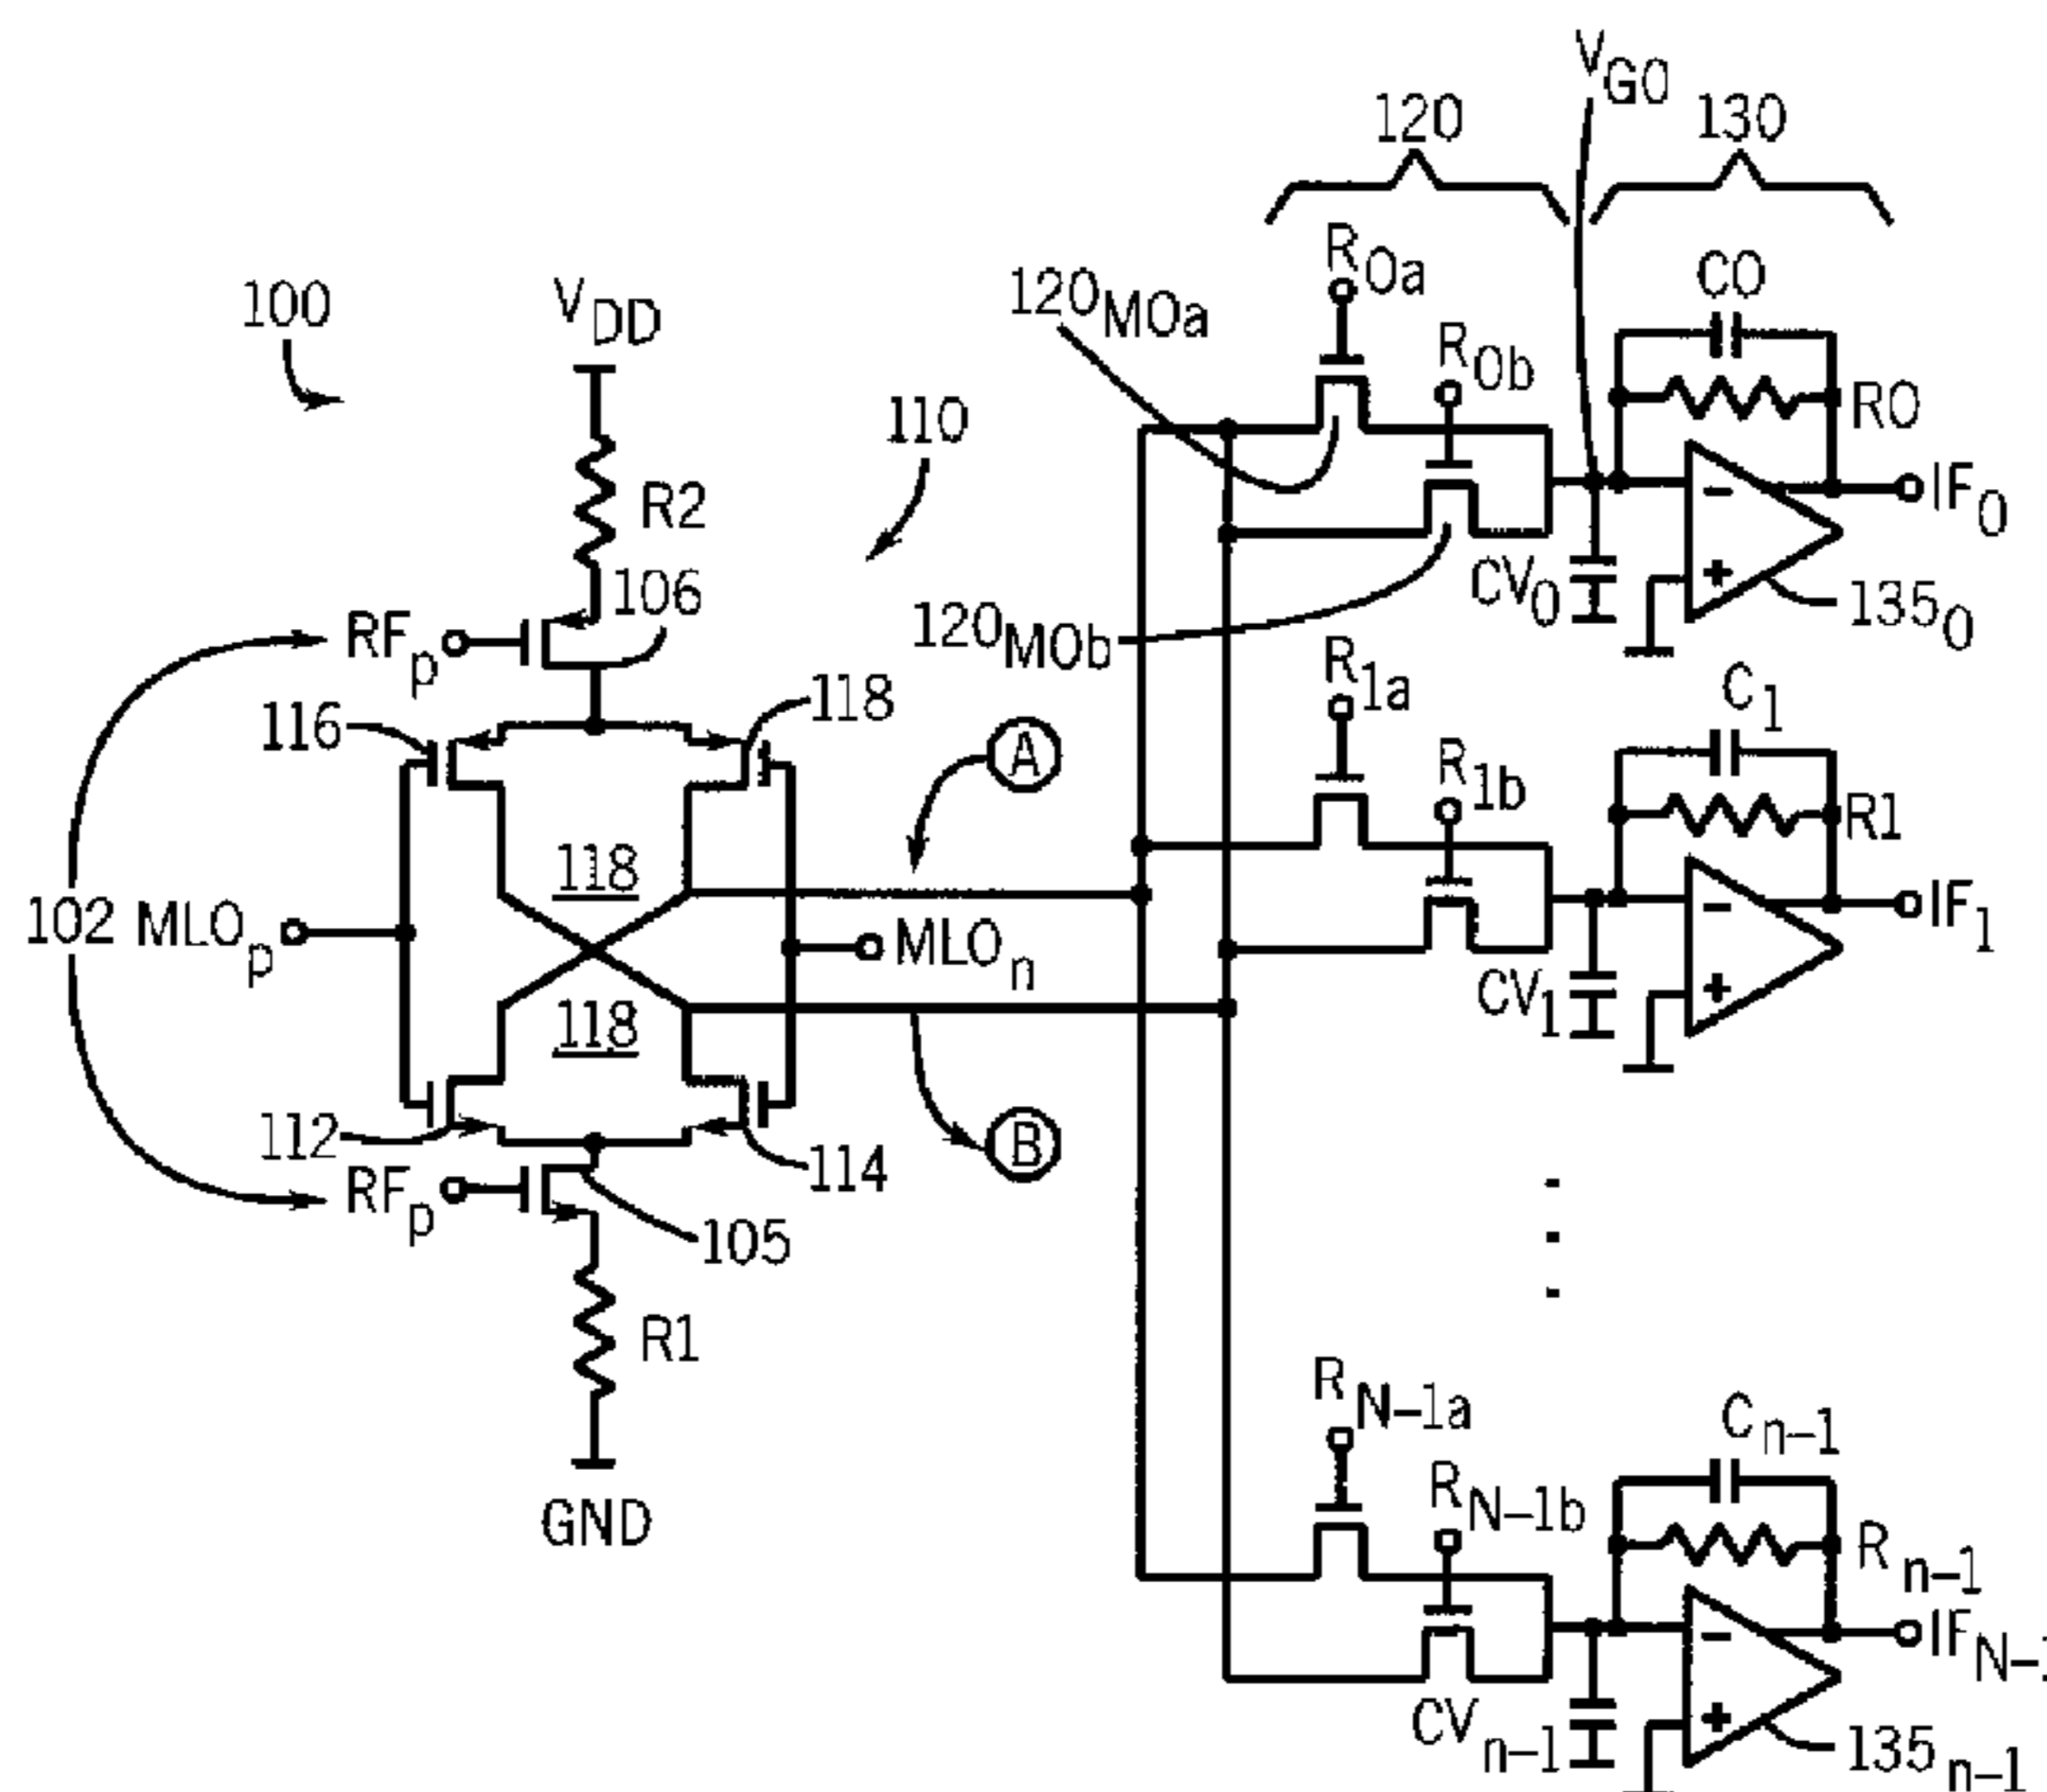 V_G0
120 130
R_0a
C0
100
V_DD
120_M0a
R_0b
R0
110
R2
IF_0
106
CV_0
135_0
RF_p
120_M0b
R_1a
C_1
116
118
A
R_1b
R1
118
102
MLO_p
MLO_n
IF_1
CV_1
118
112
B
114
RF_p
105
R1
R_N-1a
C_n-1
R_N-1b
GND
R_n-1
IF_N-1
CV_n-1
135_n-1
- + - + - +